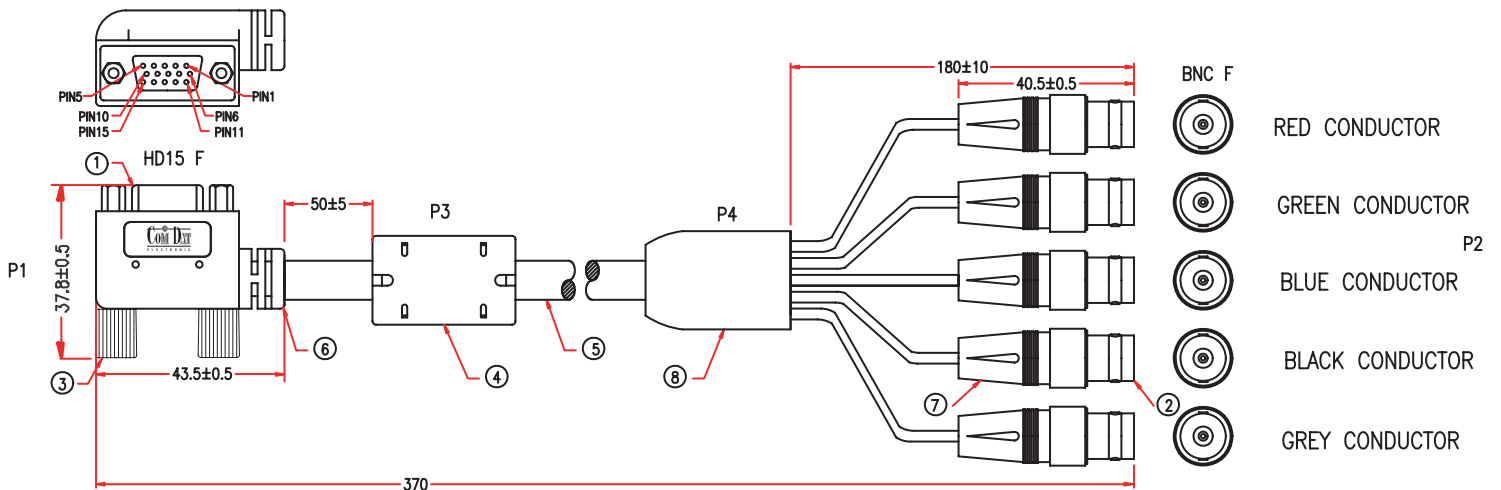 PIN5
PIN1
PIN10
PIN6
PIN15
PIN11
HD15 F
1
37.8±0.5
P1
COM DAT
ELECTRONIC
3
43.5±0.5
6
50±5
P3
4
5
P4
8
180±10
40.5±0.5
7
2
BNC F
RED CONDUCTOR
GREEN CONDUCTOR
P2
BLUE CONDUCTOR
BLACK CONDUCTOR
GREY CONDUCTOR
370